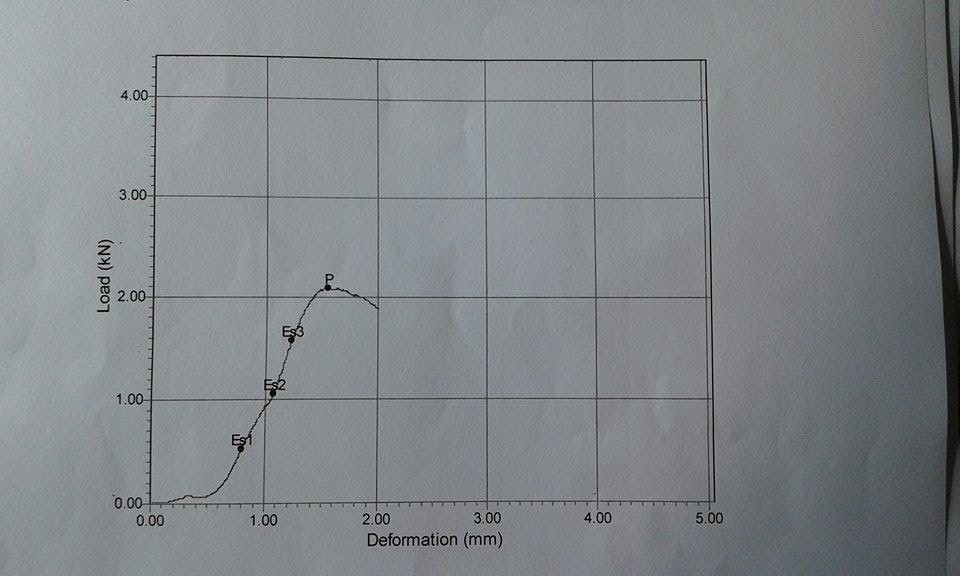 4.00
3.00
Load (kN)
P
2.00
Es3
Es2
1.00
Es1
0.00
0.00 1.00 2.00 3.00 4.00 5.00
Deformation (mm)